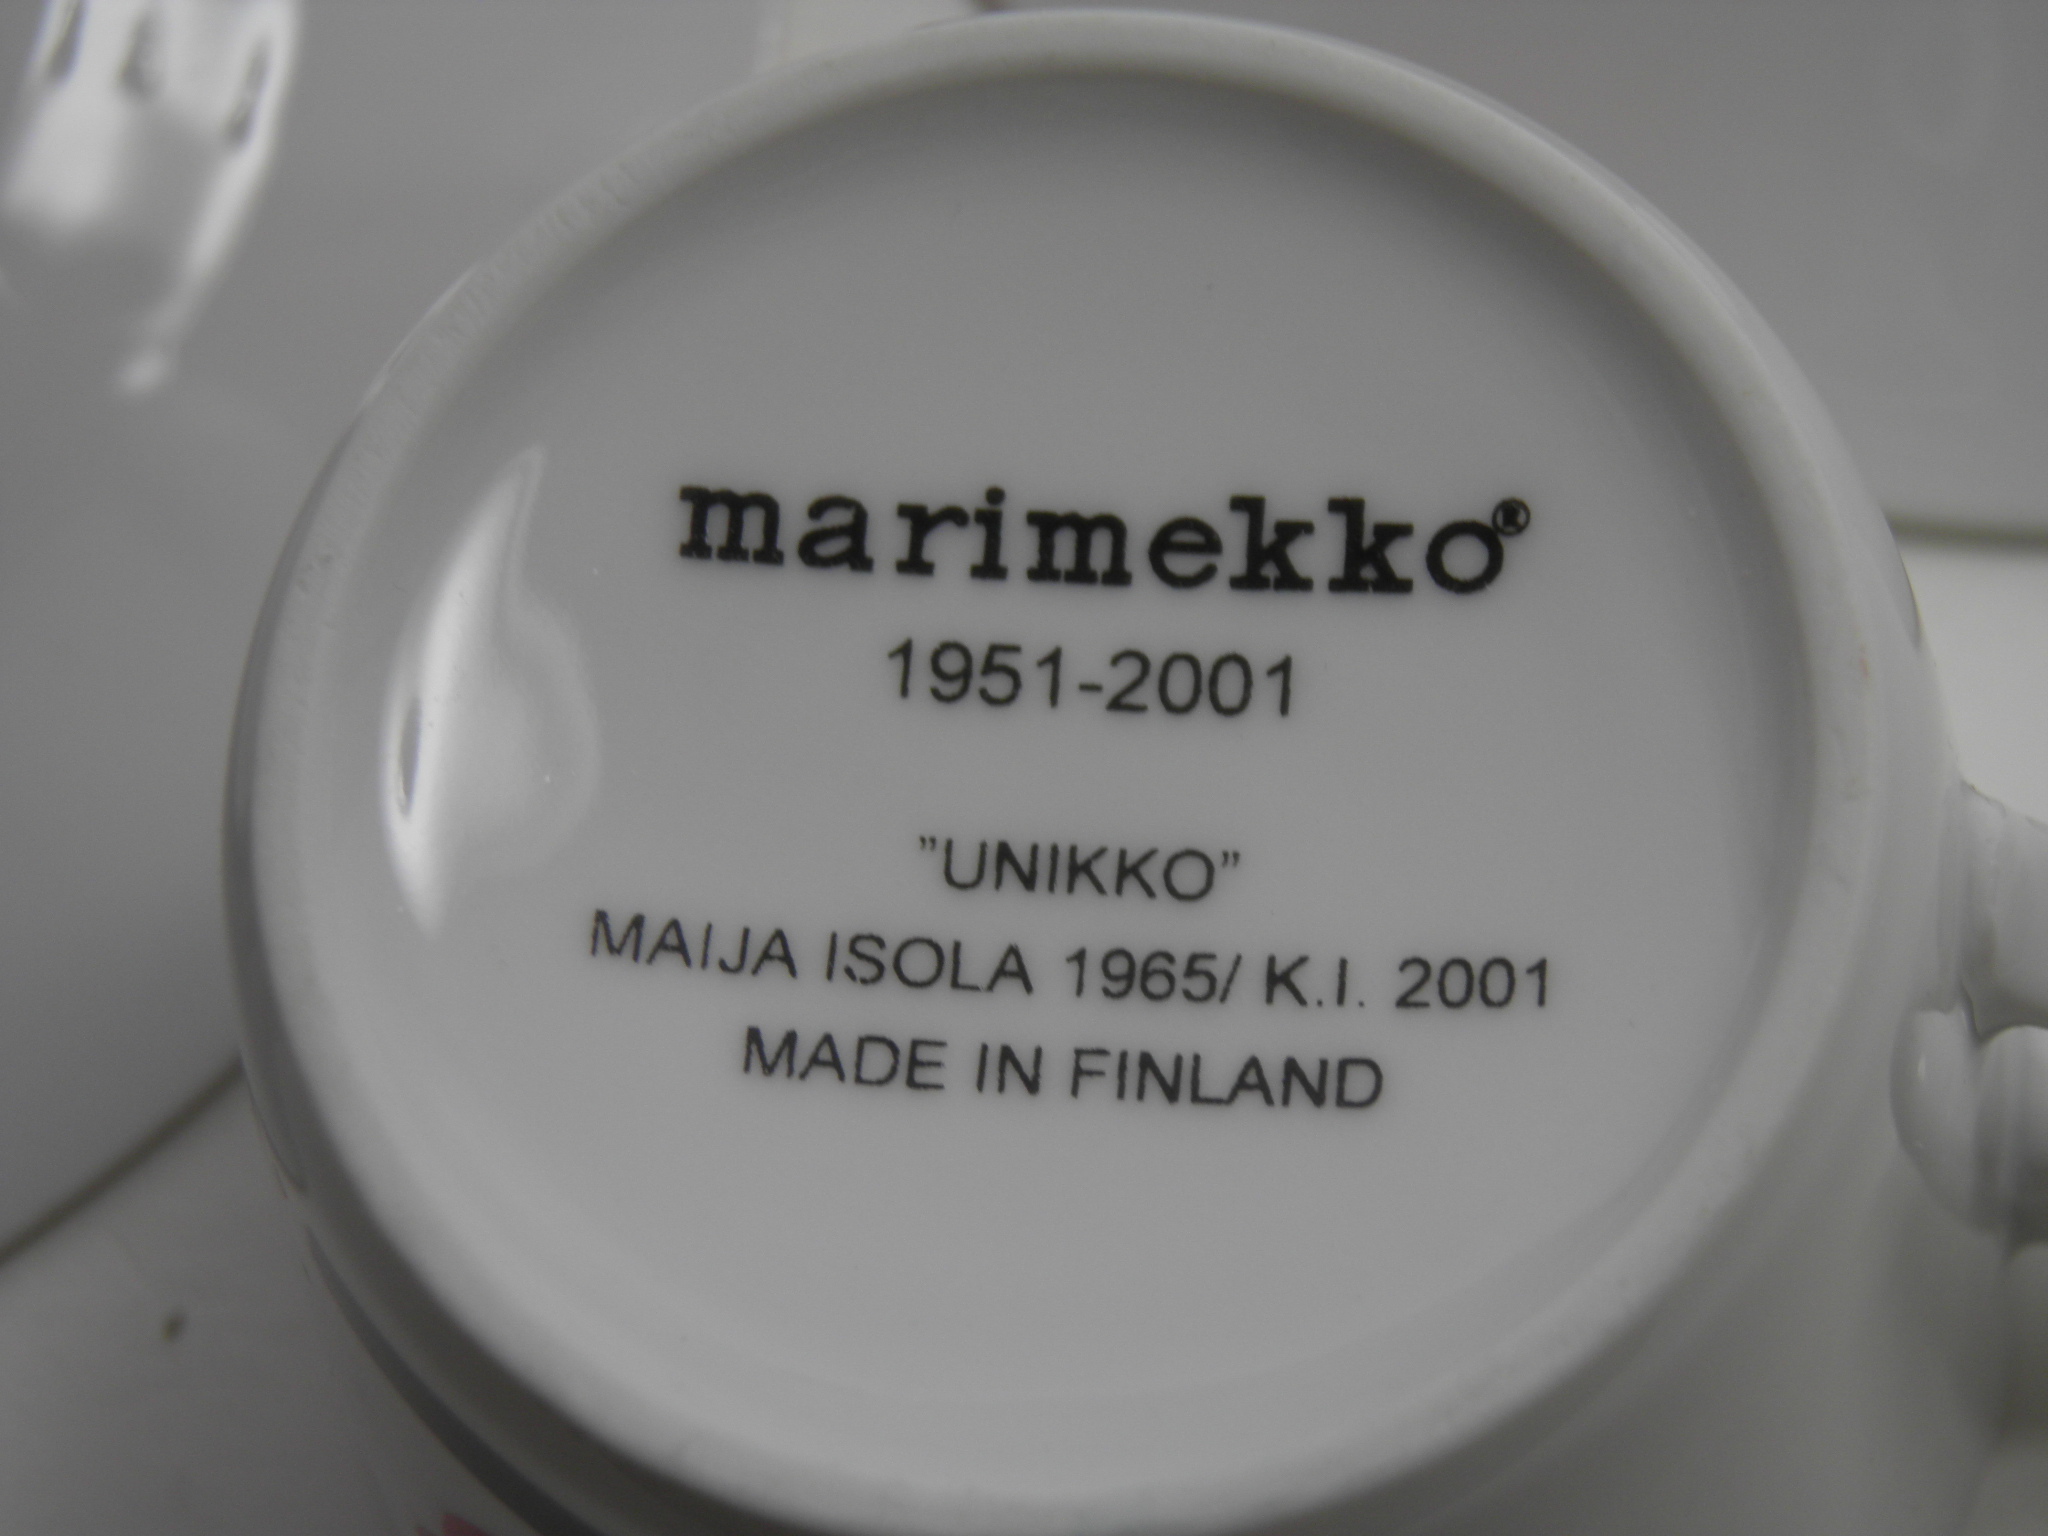 marimekko®
1951-2001
”UNIKKO”
MAIJA ISOLA 1965/ K.I. 2001
MADE IN FINLAND